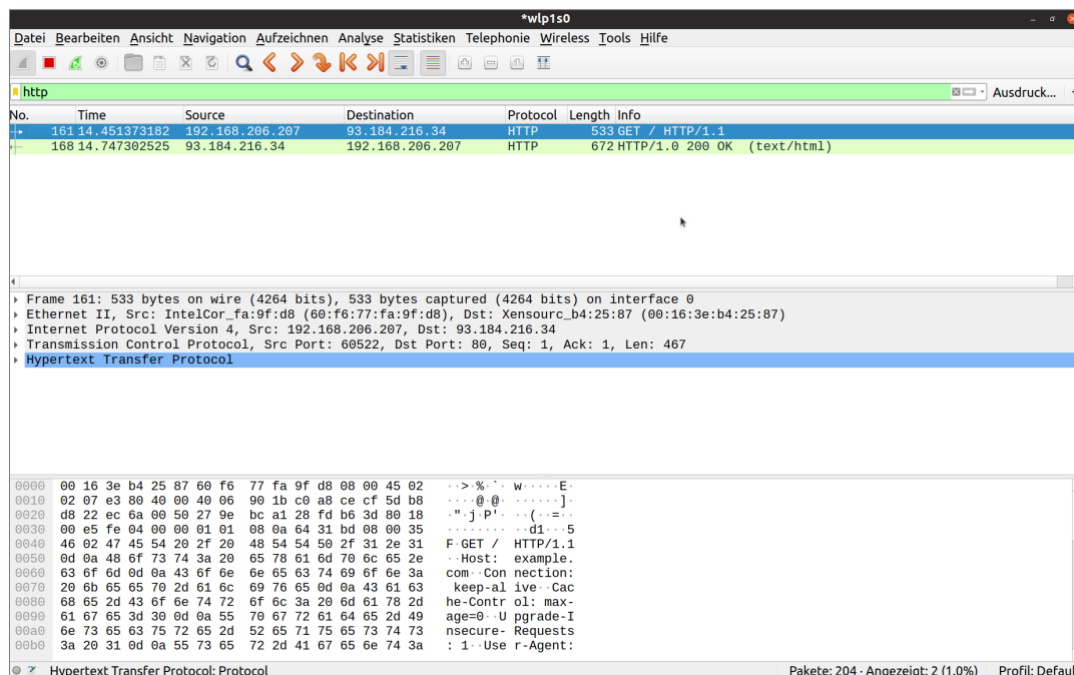 *wlp1s0
Datei Bearbeiten Ansicht Navigation Aufzeichnen Analyse Statistiken Telephonie Wireless Tools Hilfe
http Ausdruck...
No. Time Source Destination Protocol Length Info
161 14.451373182 192.168.206.207 93.184.216.34 HTTP 533 GET / HTTP/1.1
168 14.747302525 93.184.216.34 192.168.206.207 HTTP 672 HTTP/1.0 200 OK (text/html)
Frame 161: 533 bytes on wire (4264 bits), 533 bytes captured (4264 bits) on interface 0
Ethernet II, Src: IntelCor_fa:9f:d8 (60:f6:77:fa:9f:d8), Dst: Xensourc_b4:25:87 (00:16:3e:b4:25:87)
Internet Protocol Version 4, Src: 192.168.206.207, Dst: 93.184.216.34
Transmission Control Protocol, Src Port: 60522, Dst Port: 80, Seq: 1, Ack: 1, Len: 467
Hypertext Transfer Protocol
0000 00 16 3e b4 25 87 60 f6 77 fa 9f d8 08 00 45 02 ··>·%·`· w·····E·
0010 02 07 e3 80 40 00 40 06 90 1b c0 a8 ce cf 5d b8 ····@·@· ······]·
0020 d8 22 ec 6a 00 50 27 9e bc a1 28 fd b6 3d 80 18 ·"·j·P'· ··(··=··
0030 00 e5 fe 04 00 00 01 01 08 0a 64 31 bd 08 00 35 ········ ··d1···5
0040 46 02 47 45 54 20 2f 20 48 54 54 50 2f 31 2e 31 F·GET / HTTP/1.1
0050 0d 0a 48 6f 73 74 3a 20 65 78 61 6d 70 6c 65 2e ··Host: example.
0060 63 6f 6d 0d 0a 43 6f 6e 6e 65 63 74 69 6f 6e 3a com··Con nection:
0070 20 6b 65 65 70 2d 61 6c 69 76 65 0d 0a 43 61 63 keep-al ive··Cac
0080 68 65 2d 43 6f 6e 74 72 6f 6c 3a 20 6d 61 78 2d he-Contr ol: max-
0090 61 67 65 3d 30 0d 0a 55 70 67 72 61 64 65 2d 49 age=0··U pgrade-I
00a0 6e 73 65 63 75 72 65 2d 52 65 71 75 65 73 74 73 nsecure- Requests
00b0 3a 20 31 0d 0a 55 73 65 72 2d 41 67 65 6e 74 3a : 1··Use r-Agent:
Hypertext Transfer Protocol: Protocol Pakete: 204 · Angezeigt: 2 (1.0%) Profil: Defaul